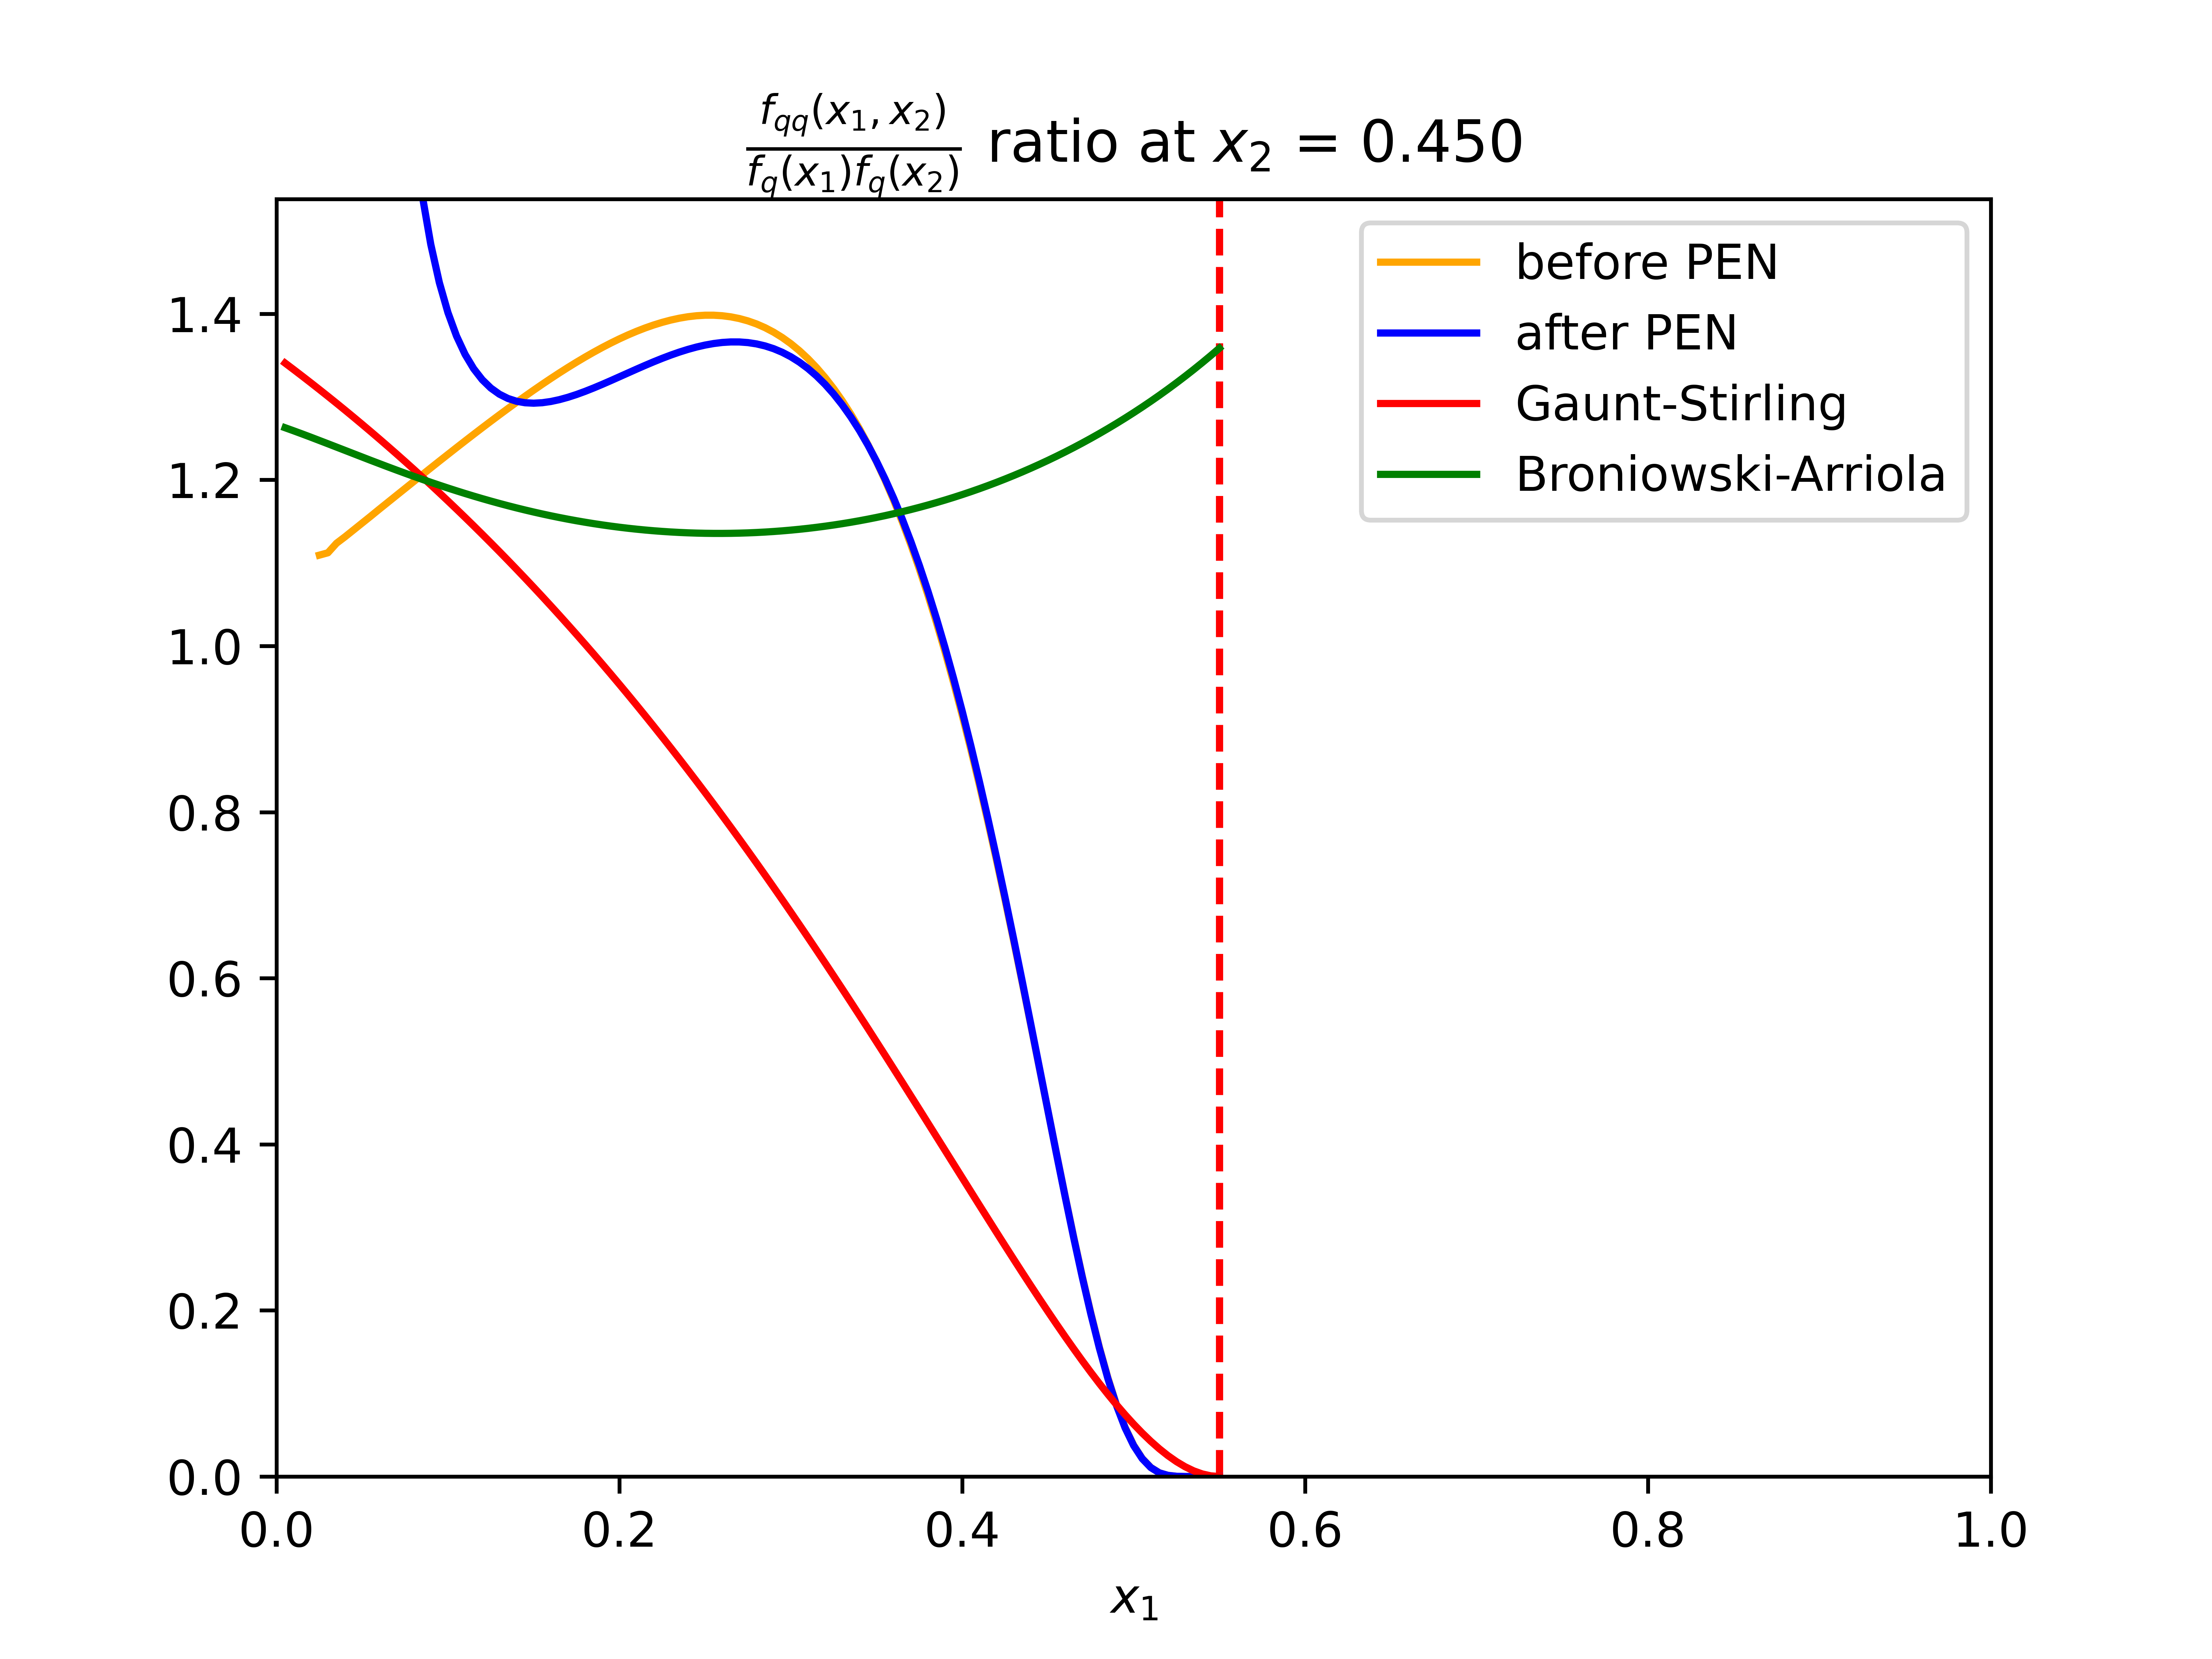 f_{qq}(x_1, x_2)
f_q(x_1)f_q(x_2)
ratio at x_2 = 0.450
before PEN
after PEN
Gaunt-Stirling
Broniowski-Arriola
1.4
1.2
1.0
0.8
0.6
0.4
0.2
0.0
0.0 0.2 0.4 0.6 0.8 1.0
x_1